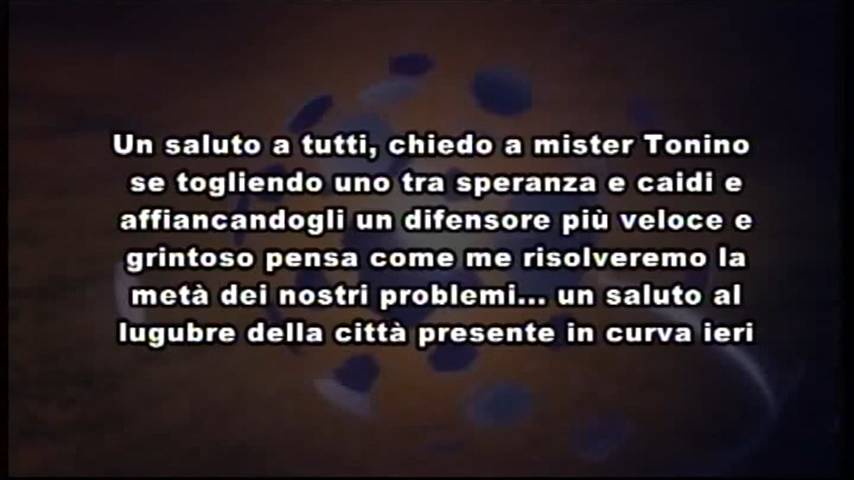 Un saluto a tutti, chiedo a mister Tonino
se togliendo uno tra speranza e caidi e
affiancandogli un difensore più veloce e
grintoso pensa come me risolveremo la
metà dei nostri problemi... un saluto al
lugubre della città presente in curva ieri